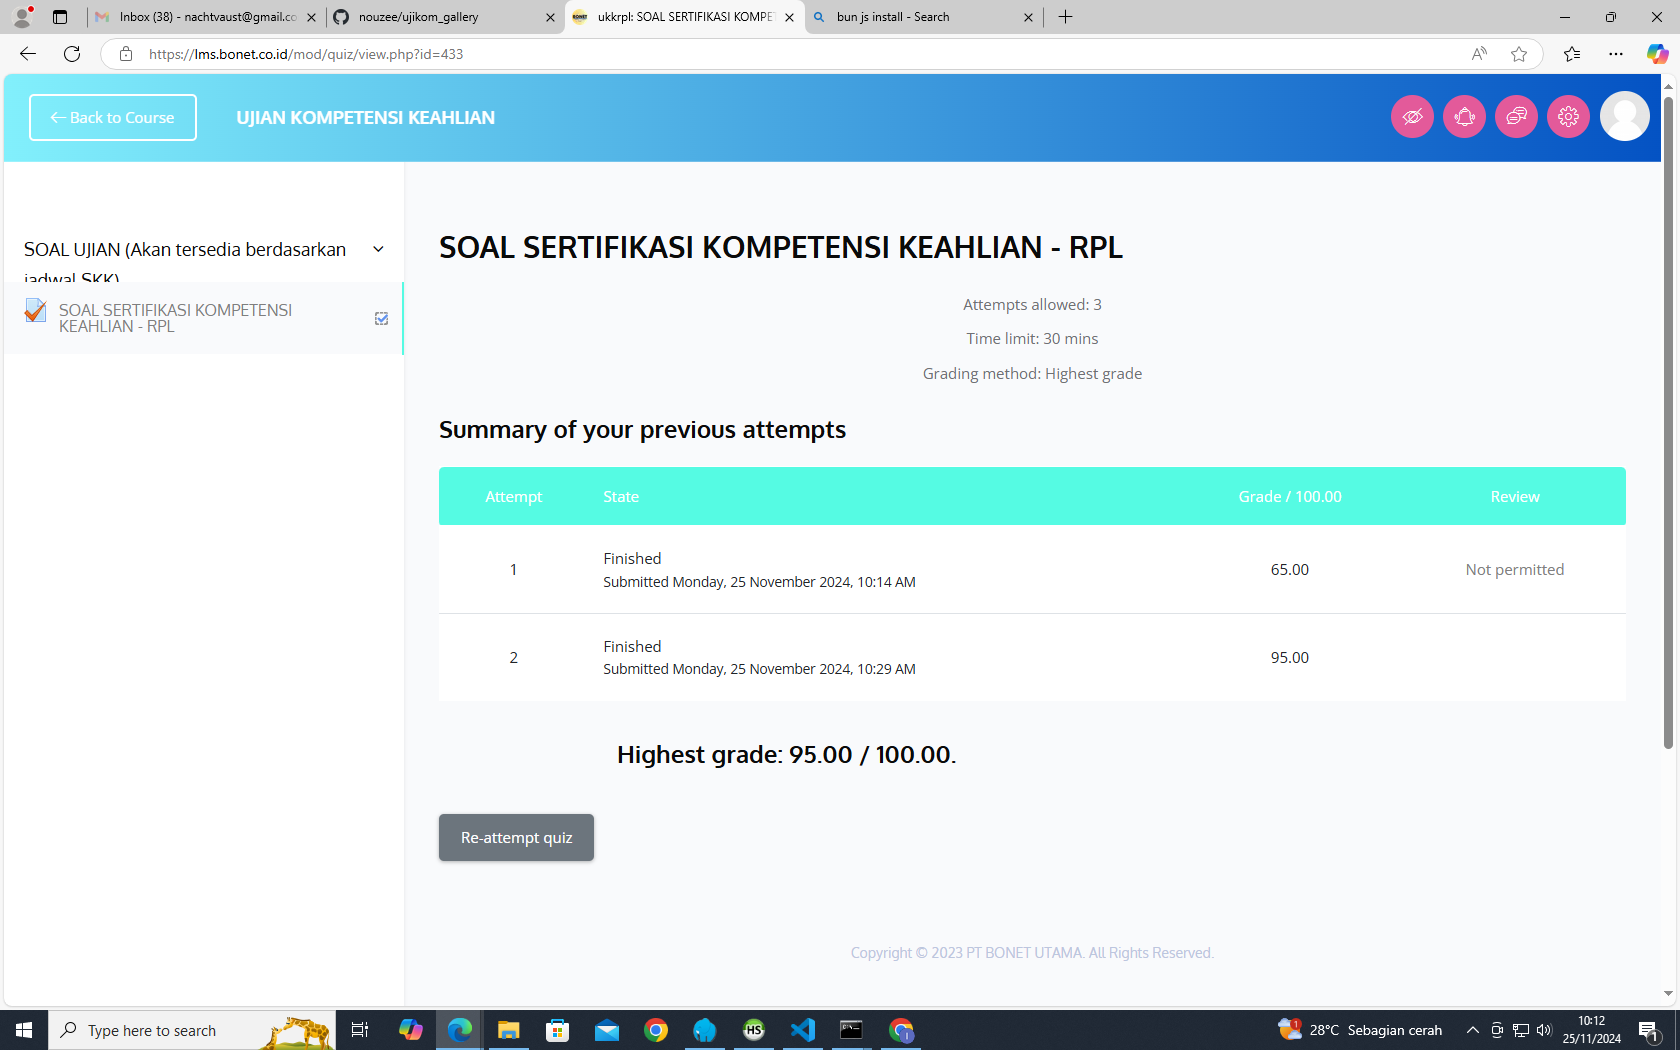 Inbox (38) - nachtvaust@gmail.co
nouzee/ujikom_gallery
ukkrpl: SOAL SERTIFIKASI KOMPET
bun js install - Search
https://lms.bonet.co.id/mod/quiz/view.php?id=433
Back to Course
UJIAN KOMPETENSI KEAHLIAN
SOAL UJIAN (Akan tersedia berdasarkan
jadwal SKK)
SOAL SERTIFIKASI KOMPETENSI
KEAHLIAN - RPL
SOAL SERTIFIKASI KOMPETENSI KEAHLIAN - RPL
Attempts allowed: 3
Time limit: 30 mins
Grading method: Highest grade
Summary of your previous attempts
Attempt State Grade / 100.00 Review
Finished
1 65.00 Not permitted
Submitted Monday, 25 November 2024, 10:14 AM
Finished
2 95.00
Submitted Monday, 25 November 2024, 10:29 AM
Highest grade: 95.00 / 100.00.
Re-attempt quiz
Copyright © 2023 PT BONET UTAMA. All Rights Reserved.
Type here to search
HS
1
28°C Sebagian cerah
10:12
25/11/2024
1